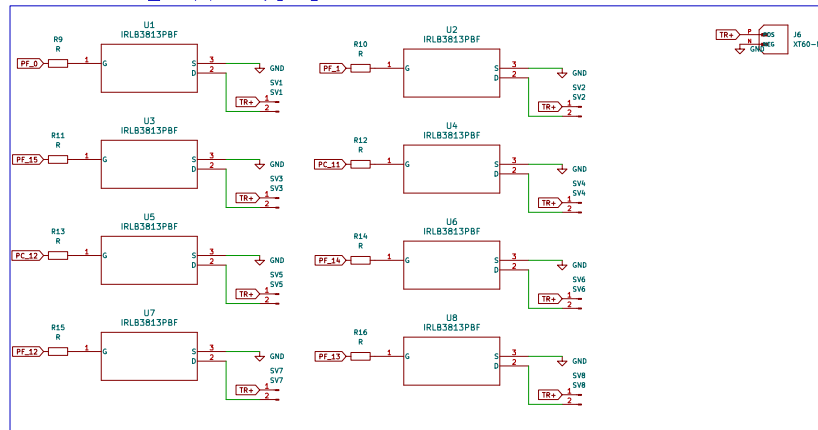 U1
IRLB3813PBF
R9
R
PF_0 1 G S 3 GND
D 2
SV1
SV1
TR+ 1
2
U2
IRLB3813PBF
R10
R
PF_1 1 G S 3 GND
D 2
SV2
SV2
TR+ 1
2
TR+ P POS J6
GND N XT60-
U3
IRLB3813PBF
R11
R
PF_15 1 G S 3 GND
D 2
SV3
SV3
TR+ 1
2
U4
IRLB3813PBF
R12
R
PC_11 1 G S 3 GND
D 2
SV4
SV4
TR+ 1
2
U5
IRLB3813PBF
R13
R
PC_12 1 G S 3 GND
D 2
SV5
SV5
TR+ 1
2
U6
IRLB3813PBF
R14
R
PF_14 1 G S 3 GND
D 2
SV6
SV6
TR+ 1
2
U7
IRLB3813PBF
R15
R
PF_12 1 G S 3 GND
D 2
SV7
SV7
TR+ 1
2
U8
IRLB3813PBF
R16
R
PF_13 1 G S 3 GND
D 2
SV8
SV8
TR+ 1
2